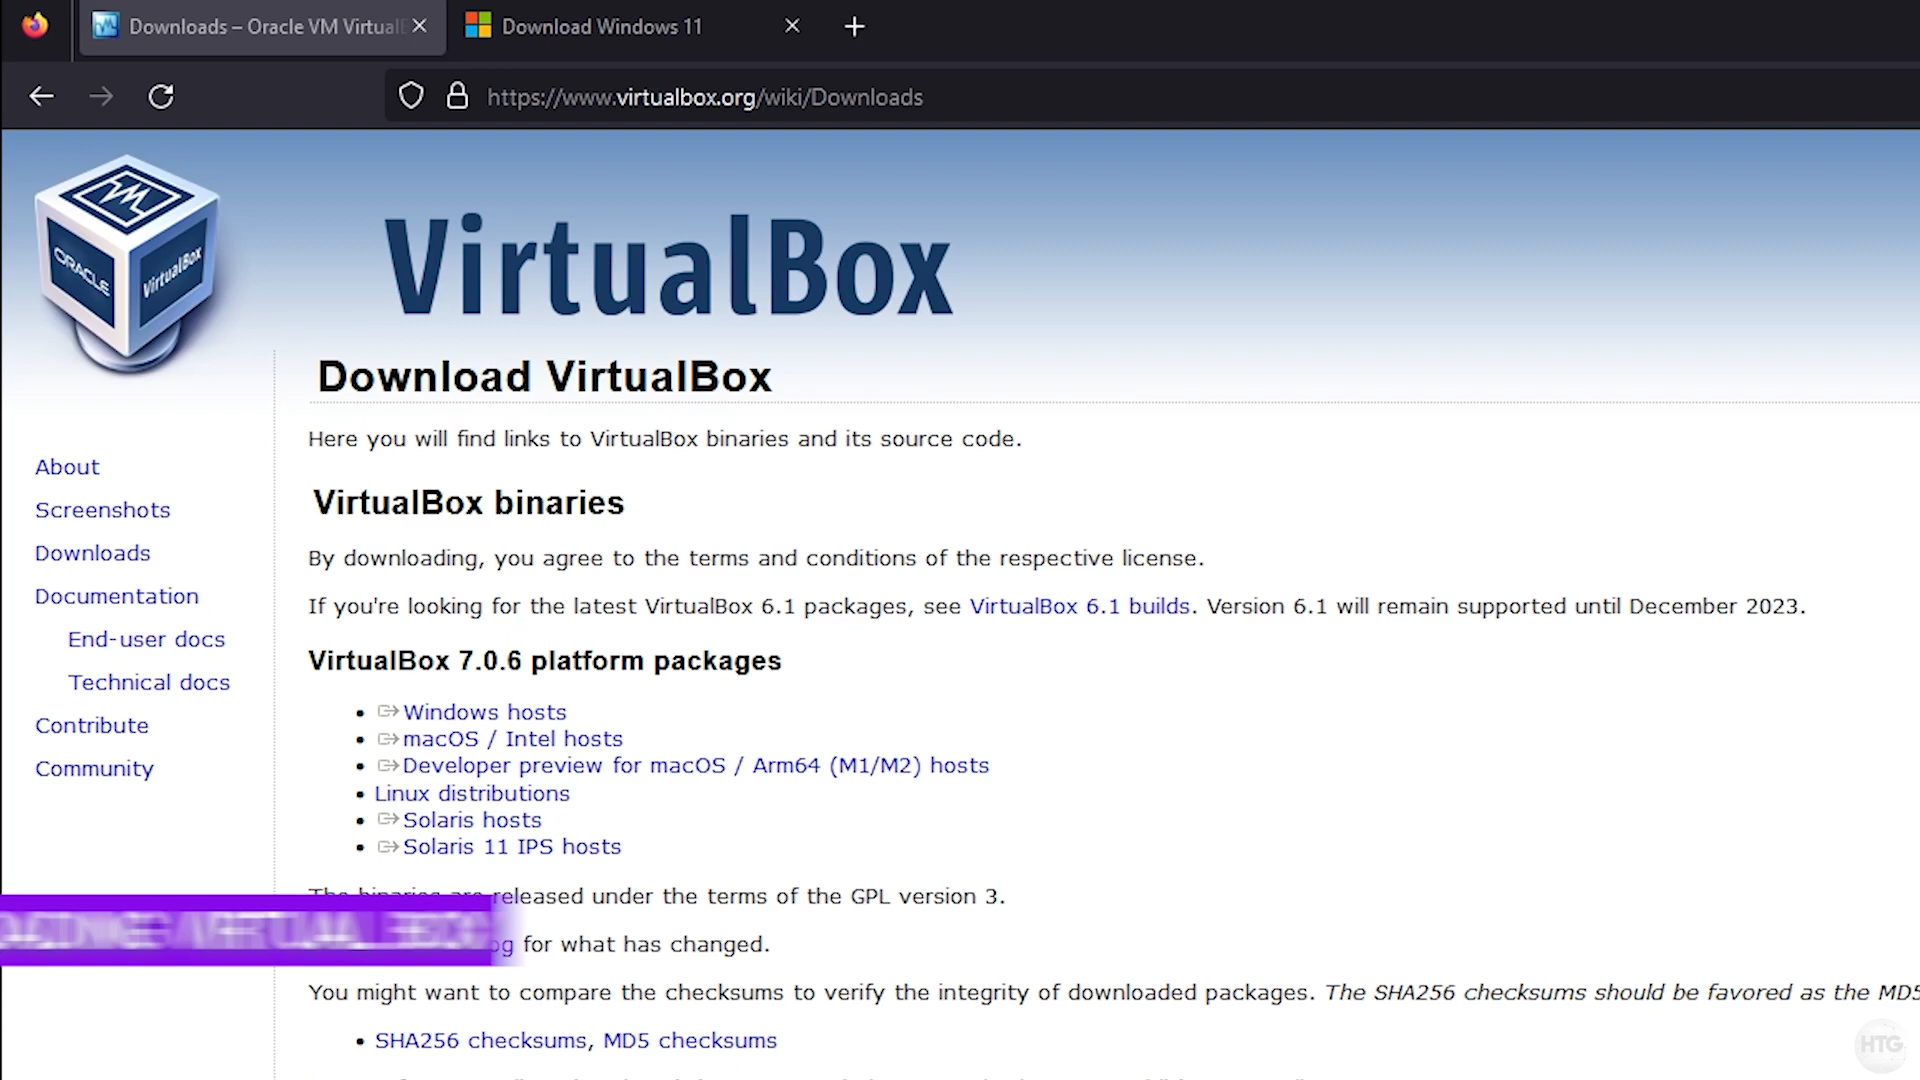 Downloads – Oracle VM Virtual
Download Windows 11
https://www.virtualbox.org/wiki/Downloads
ORACLE
VirtualBox
VirtualBox
Download VirtualBox
Here you will find links to VirtualBox binaries and its source code.
About
Screenshots
Downloads
Documentation
End-user docs
Technical docs
Contribute
Community
VirtualBox binaries
By downloading, you agree to the terms and conditions of the respective license.
If you're looking for the latest VirtualBox 6.1 packages, see VirtualBox 6.1 builds. Version 6.1 will remain supported until December 2023.
VirtualBox 7.0.6 platform packages
Windows hosts
macOS / Intel hosts
Developer preview for macOS / Arm64 (M1/M2) hosts
Linux distributions
Solaris hosts
Solaris 11 IPS hosts
The binaries are released under the terms of the GPL version 3.
for what has changed.
You might want to compare the checksums to verify the integrity of downloaded packages. The SHA256 checksums should be favored as the MD5
SHA256 checksums, MD5 checksums
HTG